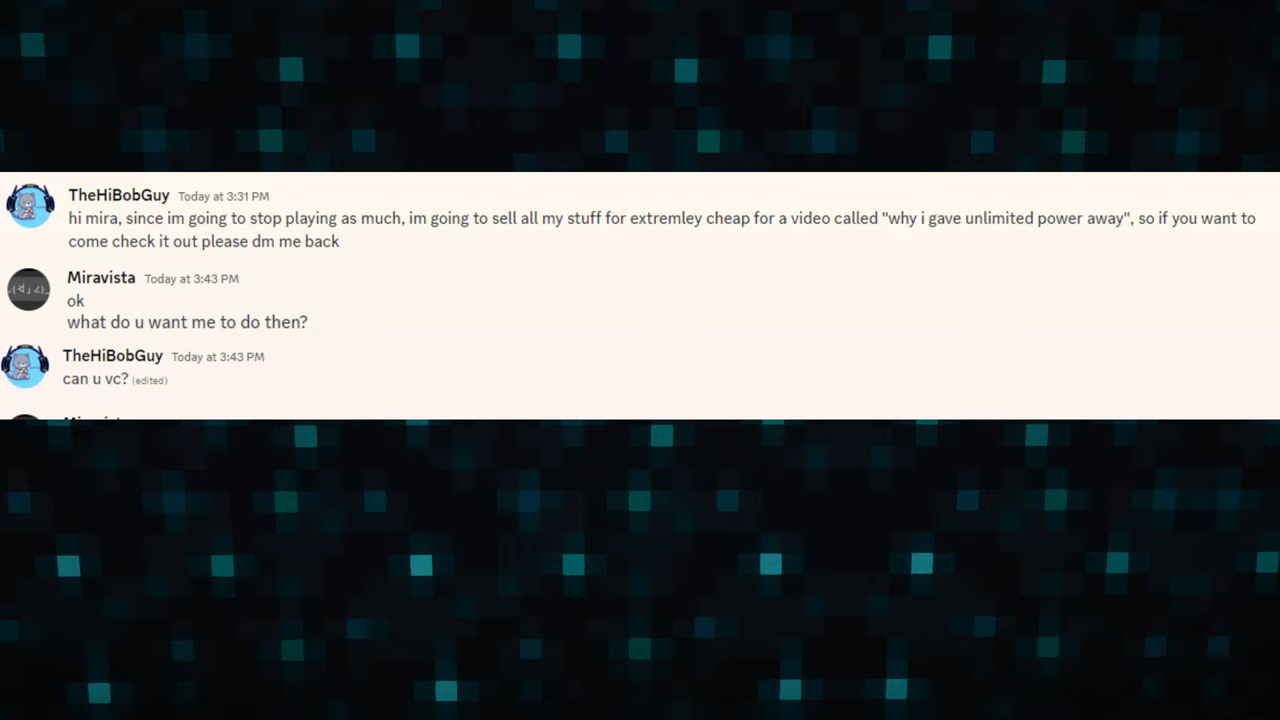 TheHiBobGuy Today at 3:31 PM
hi mira, since im going to stop playing as much, im going to sell all my stuff for extremley cheap for a video called "why i gave unlimited power away", so if you want to
come check it out please dm me back
Miravista Today at 3:43 PM
ok
what do u want me to do then?
TheHiBobGuy Today at 3:43 PM
can u vc? (edited)